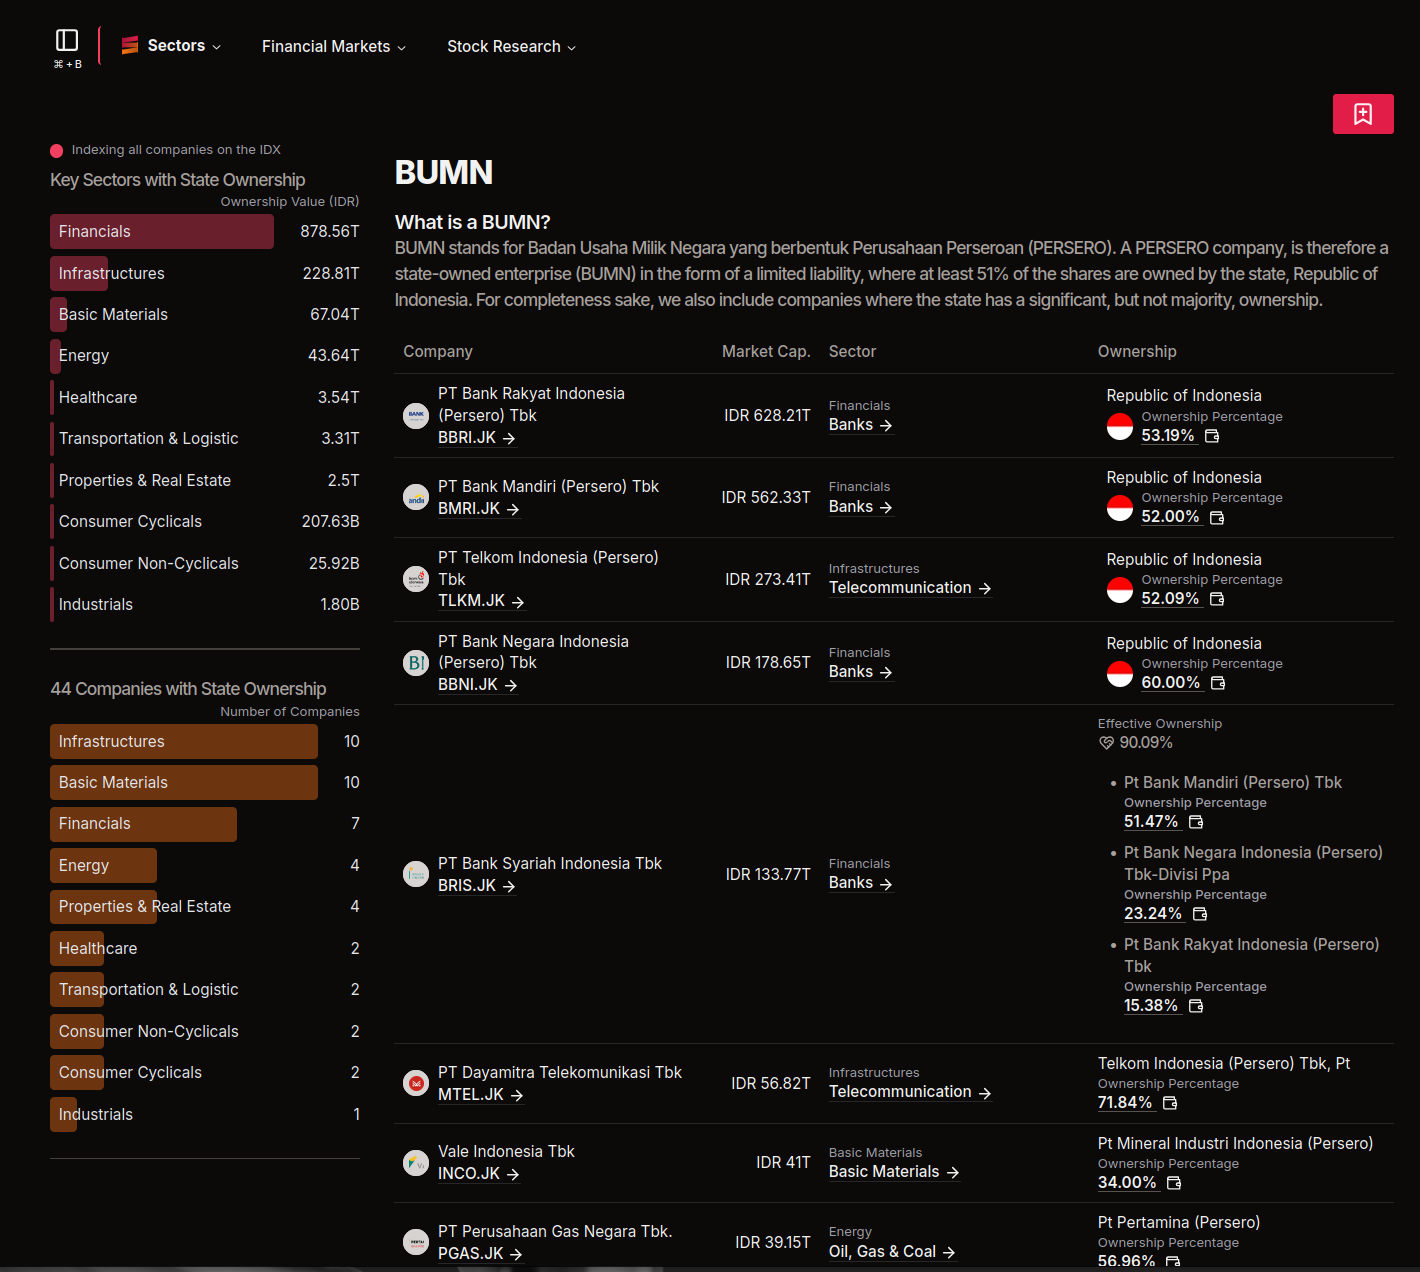 ⌘ + B
Sectors
Financial Markets
Stock Research
Indexing all companies on the IDX
Key Sectors with State Ownership
Ownership Value (IDR)
Financials 878.56T
Infrastructures 228.81T
Basic Materials 67.04T
Energy 43.64T
Healthcare 3.54T
Transportation & Logistic 3.31T
Properties & Real Estate 2.5T
Consumer Cyclicals 207.63B
Consumer Non-Cyclicals 25.92B
Industrials 1.80B
44 Companies with State Ownership
Number of Companies
Infrastructures 10
Basic Materials 10
Financials 7
Energy 4
Properties & Real Estate 4
Healthcare 2
Transportation & Logistic 2
Consumer Non-Cyclicals 2
Consumer Cyclicals 2
Industrials 1
BUMN
What is a BUMN?
BUMN stands for Badan Usaha Milik Negara yang berbentuk Perusahaan Perseroan (PERSERO). A PERSERO company, is therefore a
state-owned enterprise (BUMN) in the form of a limited liability, where at least 51% of the shares are owned by the state, Republic of
Indonesia. For completeness sake, we also include companies where the state has a significant, but not majority, ownership.
Company Market Cap. Sector Ownership
PT Bank Rakyat Indonesia
(Persero) Tbk
BBRI.JK →
IDR 628.21T
Financials
Banks →
Republic of Indonesia
Ownership Percentage
53.19%
PT Bank Mandiri (Persero) Tbk
BMRI.JK →
IDR 562.33T
Financials
Banks →
Republic of Indonesia
Ownership Percentage
52.00%
PT Telkom Indonesia (Persero)
Tbk
TLKM.JK →
IDR 273.41T
Infrastructures
Telecommunication →
Republic of Indonesia
Ownership Percentage
52.09%
PT Bank Negara Indonesia
(Persero) Tbk
BBNI.JK →
IDR 178.65T
Financials
Banks →
Republic of Indonesia
Ownership Percentage
60.00%
PT Bank Syariah Indonesia Tbk
BRIS.JK →
IDR 133.77T
Financials
Banks →
Effective Ownership
90.09%
• Pt Bank Mandiri (Persero) Tbk
Ownership Percentage
51.47%
• Pt Bank Negara Indonesia (Persero)
Tbk-Divisi Ppa
Ownership Percentage
23.24%
• Pt Bank Rakyat Indonesia (Persero)
Tbk
Ownership Percentage
15.38%
PT Dayamitra Telekomunikasi Tbk
MTEL.JK →
IDR 56.82T
Infrastructures
Telecommunication →
Telkom Indonesia (Persero) Tbk, Pt
Ownership Percentage
71.84%
Vale Indonesia Tbk
INCO.JK →
IDR 41T
Basic Materials
Basic Materials →
Pt Mineral Industri Indonesia (Persero)
Ownership Percentage
34.00%
PT Perusahaan Gas Negara Tbk.
PGAS.JK →
IDR 39.15T
Energy
Oil, Gas & Coal →
Pt Pertamina (Persero)
Ownership Percentage
56.96%